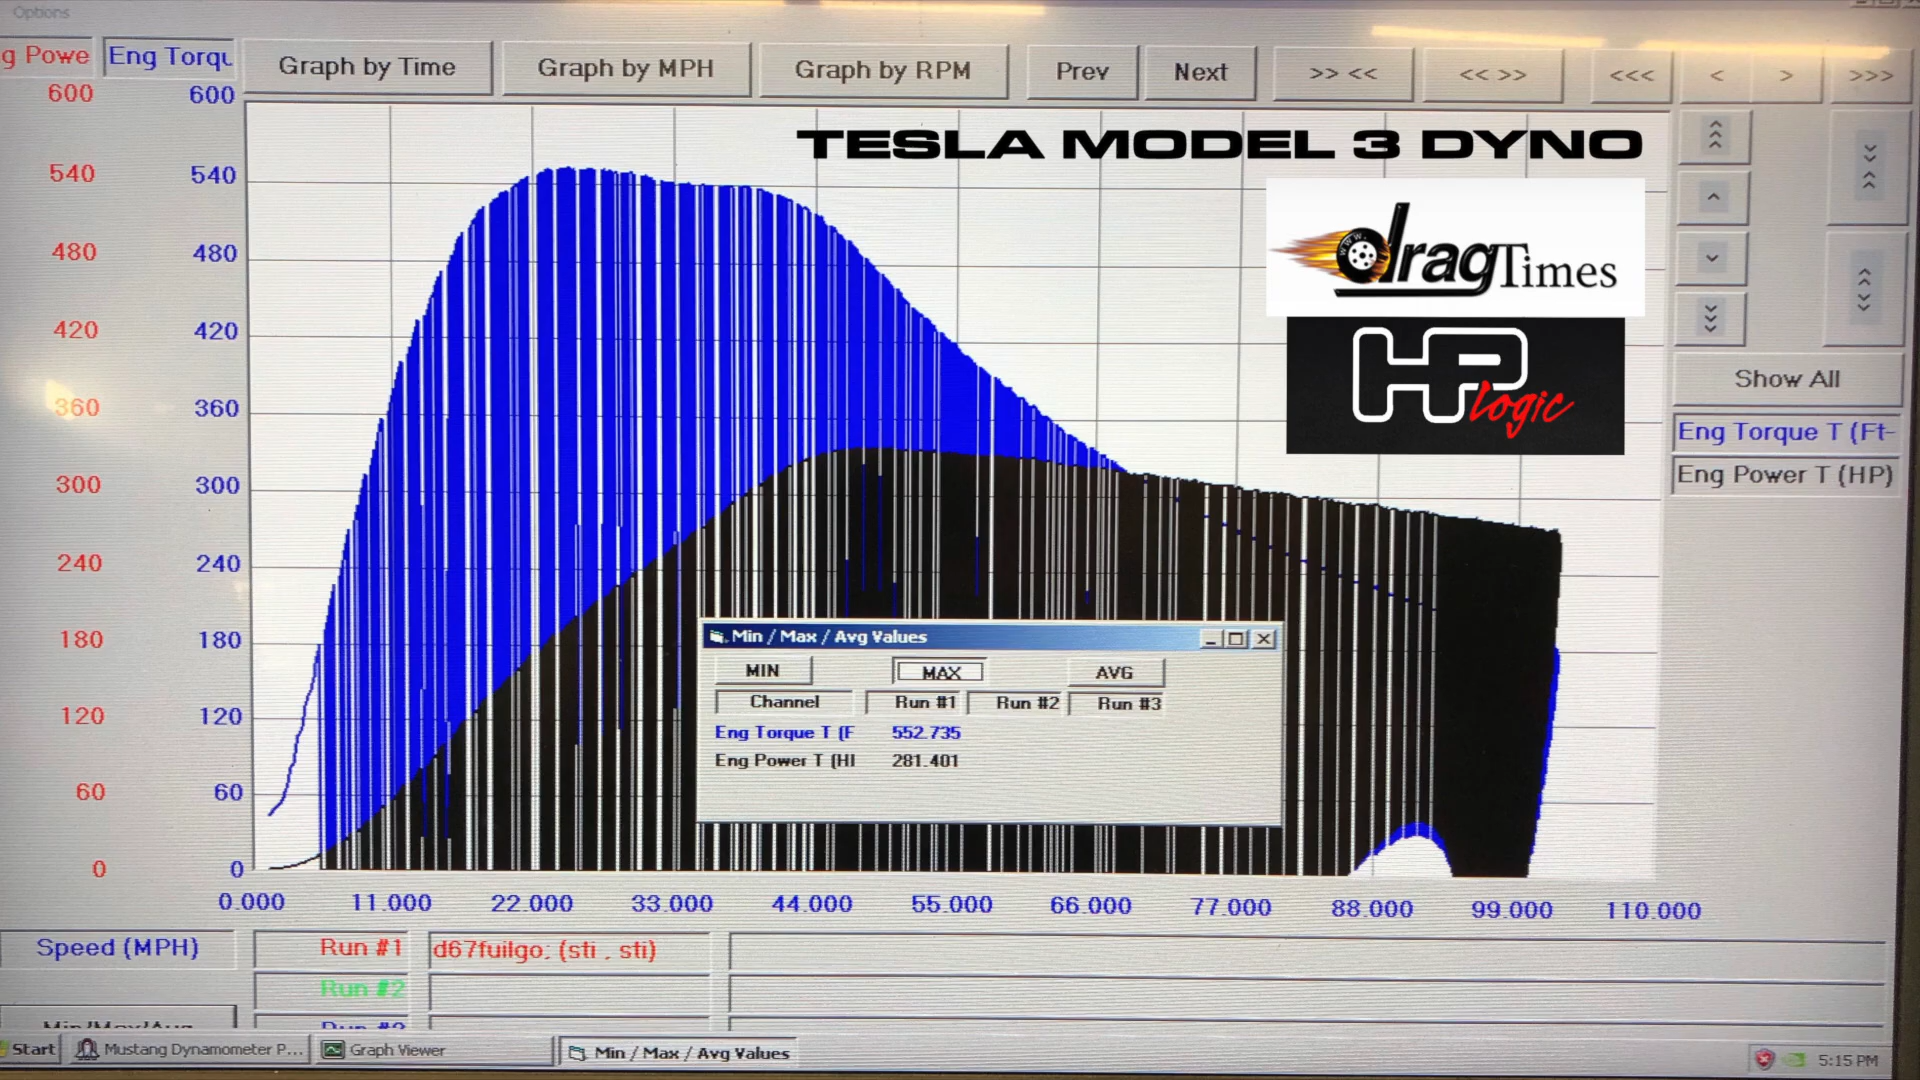 Options
g Powe Eng Torqu Graph by Time Graph by MPH Graph by RPM Prev Next >> << << >> <<< < > >>>
600 600
TESLA MODEL 3 DYNO
540 540
www.
dragTimes
480 480
420 420
HP logic
Show All
360 360
Eng Torque T (Ft-
Eng Power T (HP)
300 300
240 240
180 180
Min / Max / Avg Values
MIN MAX AVG
Channel Run #1 Run #2 Run #3
120 120
Eng Torque T (F 552.735
Eng Power T (HI 281.401
60 60
0 0
0.000 11.000 22.000 33.000 44.000 55.000 66.000 77.000 88.000 99.000 110.000
Speed (MPH) Run #1 d67fuilgo; (sti , sti)
Run #2
Min/Max/Avg
Start Mustang Dynamometer P... Graph Viewer Min / Max / Avg Values 5:15 PM